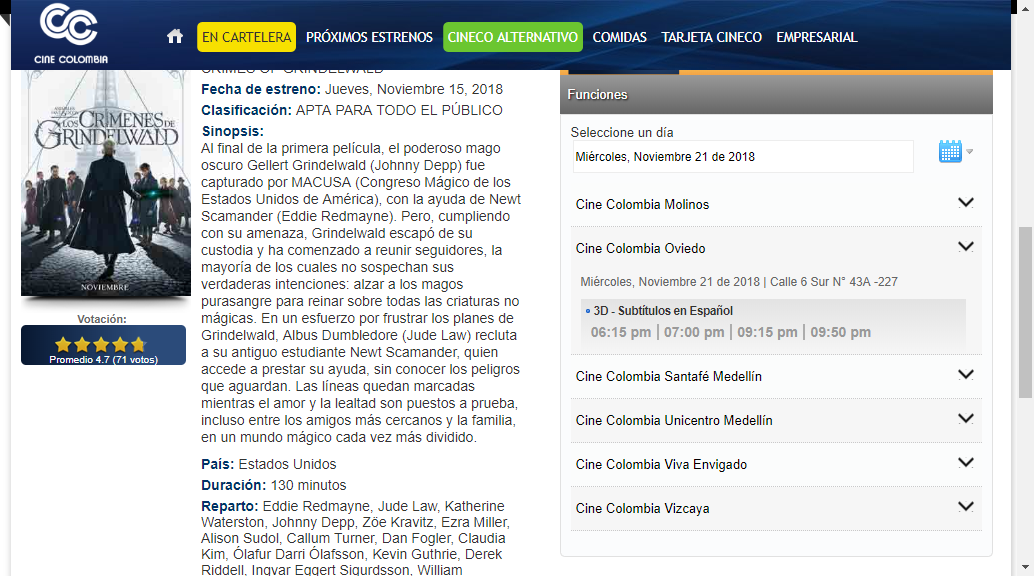 CINE COLOMBIA
EN CARTELERA
PRÓXIMOS ESTRENOS
CINECO ALTERNATIVO
COMIDAS
TARJETA CINECO
EMPRESARIAL
CRIMES OF GRINDELWALD
Fecha de estreno: Jueves, Noviembre 15, 2018
Clasificación: APTA PARA TODO EL PÚBLICO
Sinopsis:
Al final de la primera película, el poderoso mago
oscuro Gellert Grindelwald (Johnny Depp) fue
capturado por MACUSA (Congreso Mágico de los
Estados Unidos de América), con la ayuda de Newt
Scamander (Eddie Redmayne). Pero, cumpliendo
con su amenaza, Grindelwald escapó de su
custodia y ha comenzado a reunir seguidores, la
mayoría de los cuales no sospechan sus
verdaderas intenciones: alzar a los magos
purasangre para reinar sobre todas las criaturas no
mágicas. En un esfuerzo por frustrar los planes de
Grindelwald, Albus Dumbledore (Jude Law) recluta
a su antiguo estudiante Newt Scamander, quien
accede a prestar su ayuda, sin conocer los peligros
que aguardan. Las líneas quedan marcadas
mientras el amor y la lealtad son puestos a prueba,
incluso entre los amigos más cercanos y la familia,
en un mundo mágico cada vez más dividido.
País: Estados Unidos
Duración: 130 minutos
Reparto: Eddie Redmayne, Jude Law, Katherine
Waterston, Johnny Depp, Zöe Kravitz, Ezra Miller,
Alison Sudol, Callum Turner, Dan Fogler, Claudia
Kim, Ólafur Darri Ólafsson, Kevin Guthrie, Derek
Riddell, Ingvar Eggert Sigurdsson, William
LOS CRÍMENES DE
GRINDELWALD
NOVIEMBRE
Votación:
Promedio 4.7 (71 votos)
Funciones
Seleccione un día
Miércoles, Noviembre 21 de 2018
Cine Colombia Molinos
Cine Colombia Oviedo
Miércoles, Noviembre 21 de 2018 | Calle 6 Sur N° 43A -227
3D - Subtítulos en Español
06:15 pm | 07:00 pm | 09:15 pm | 09:50 pm
Cine Colombia Santafé Medellín
Cine Colombia Unicentro Medellín
Cine Colombia Viva Envigado
Cine Colombia Vizcaya